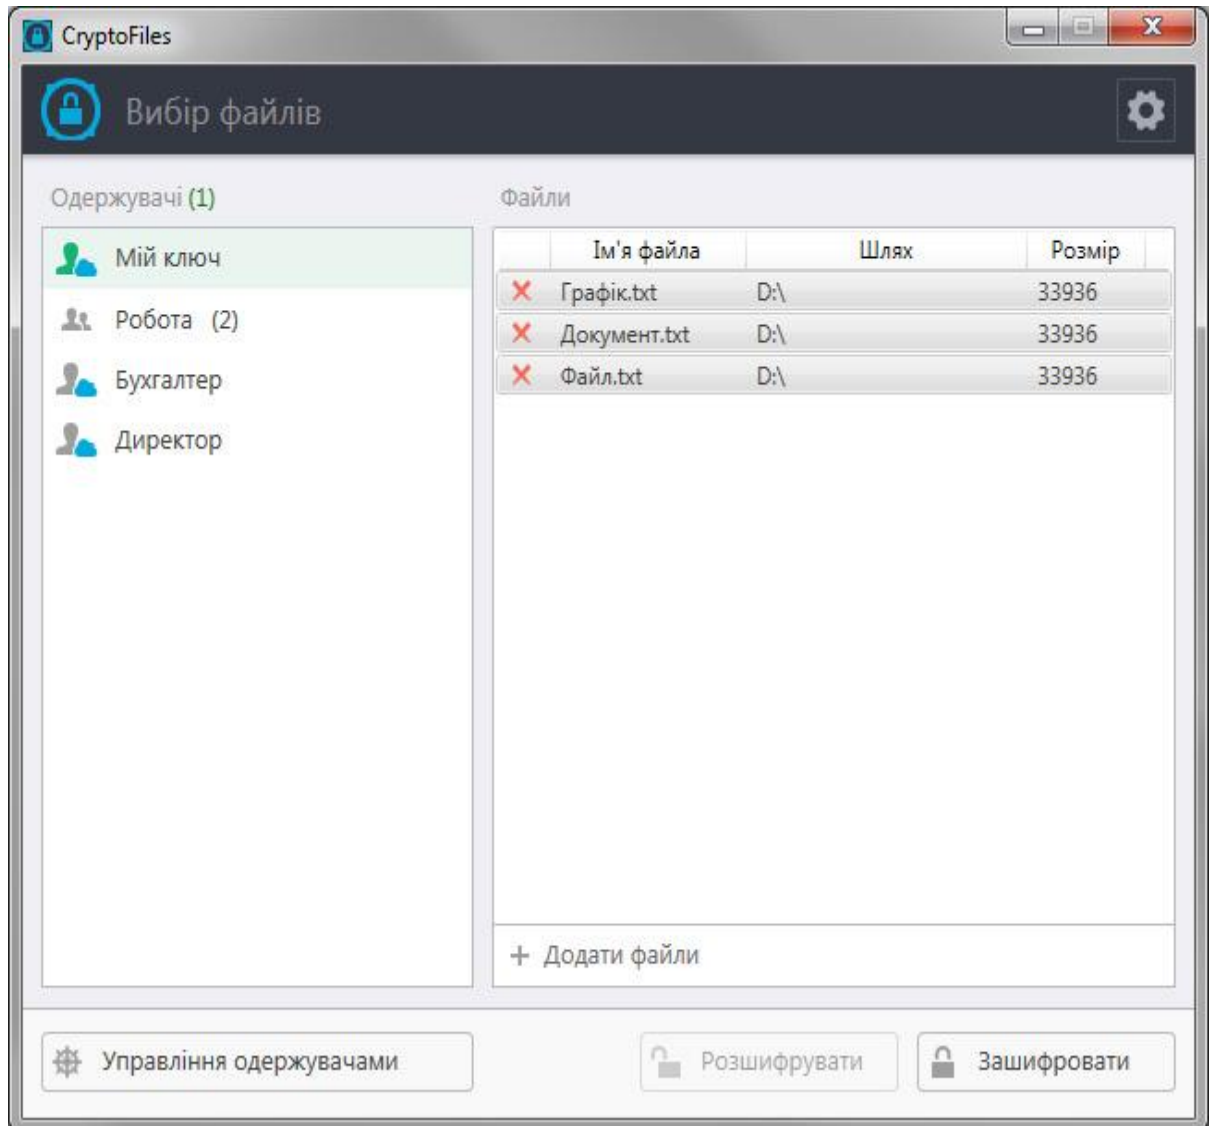 CryptoFiles
Вибір файлів
Одержувачі (1)
Мій ключ
Робота (2)
Бухгалтер
Директор
Файли
Ім'я файла Шлях Розмір
Графік.txt D:\ 33936
Документ.txt D:\ 33936
Файл.txt D:\ 33936
+ Додати файли
Управління одержувачами
Розшифрувати
Зашифровати